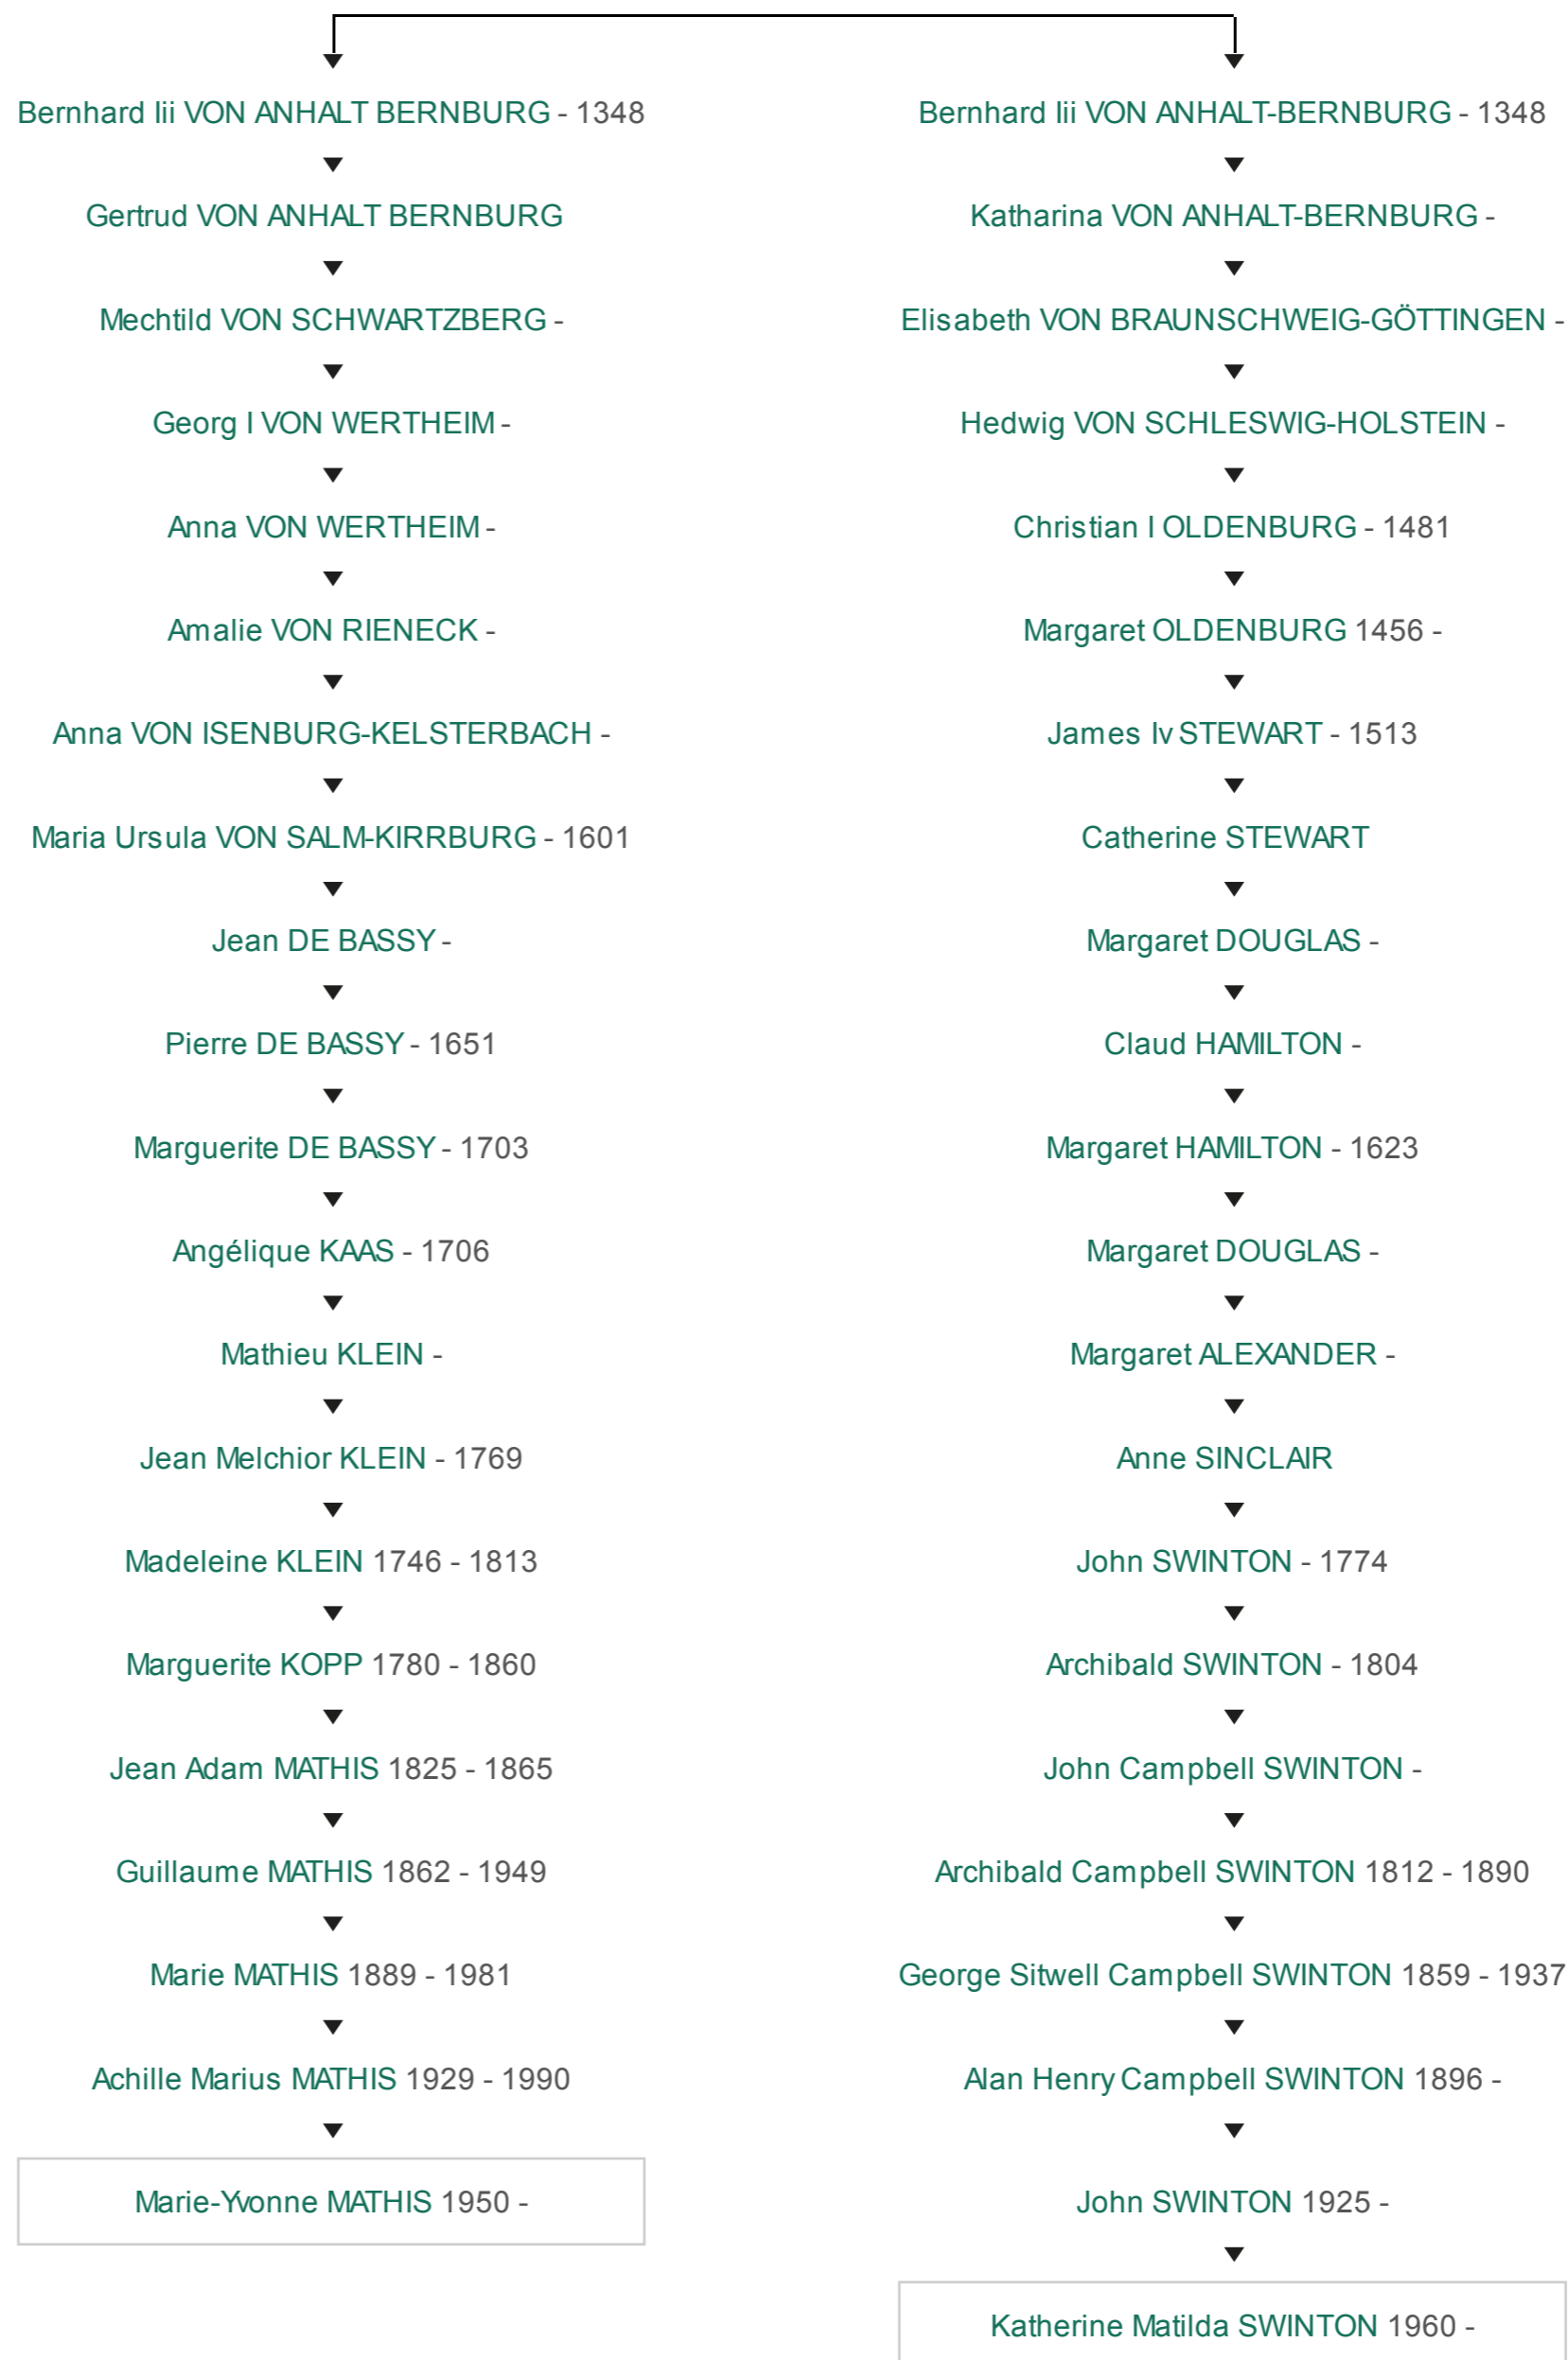 Bernhard Iii VON ANHALT BERNBURG - 1348
Gertrud VON ANHALT BERNBURG
Mechtild VON SCHWARTZBERG -
Georg I VON WERTHEIM -
Anna VON WERTHEIM -
Amalie VON RIENECK -
Anna VON ISENBURG-KELSTERBACH -
Maria Ursula VON SALM-KIRRBURG - 1601
Jean DE BASSY -
Pierre DE BASSY - 1651
Marguerite DE BASSY - 1703
Angélique KAAS - 1706
Mathieu KLEIN -
Jean Melchior KLEIN - 1769
Madeleine KLEIN 1746 - 1813
Marguerite KOPP 1780 - 1860
Jean Adam MATHIS 1825 - 1865
Guillaume MATHIS 1862 - 1949
Marie MATHIS 1889 - 1981
Achille Marius MATHIS 1929 - 1990
Marie-Yvonne MATHIS 1950 -
Bernhard Iii VON ANHALT-BERNBURG - 1348
Katharina VON ANHALT-BERNBURG -
Elisabeth VON BRAUNSCHWEIG-GÖTTINGEN -
Hedwig VON SCHLESWIG-HOLSTEIN -
Christian I OLDENBURG - 1481
Margaret OLDENBURG 1456 -
James Iv STEWART - 1513
Catherine STEWART
Margaret DOUGLAS -
Claud HAMILTON -
Margaret HAMILTON - 1623
Margaret DOUGLAS -
Margaret ALEXANDER -
Anne SINCLAIR
John SWINTON - 1774
Archibald SWINTON - 1804
John Campbell SWINTON -
Archibald Campbell SWINTON 1812 - 1890
George Sitwell Campbell SWINTON 1859 - 1937
Alan Henry Campbell SWINTON 1896 -
John SWINTON 1925 -
Katherine Matilda SWINTON 1960 -